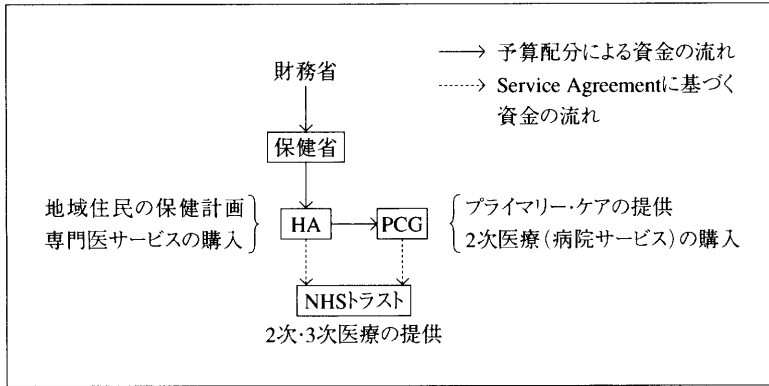 財務省
保健省
→ 予算配分による資金の流れ
┈> Service Agreementに基づく
資金の流れ
地域住民の保健計画
専門医サービスの購入
HA
PCG
プライマリー・ケアの提供
2次医療(病院サービス)の購入
NHSトラスト
2次・3次医療の提供